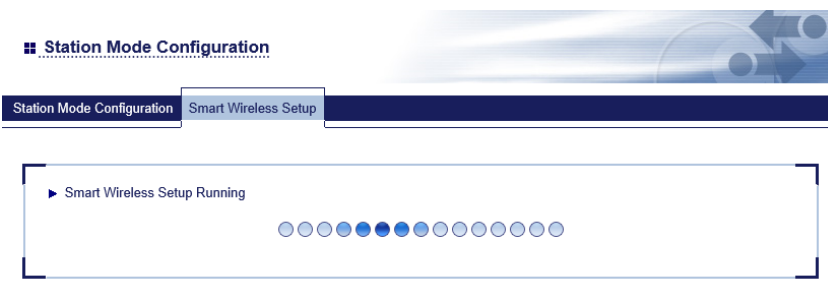 Station Mode Configuration
Station Mode Configuration Smart Wireless Setup
Smart Wireless Setup Running